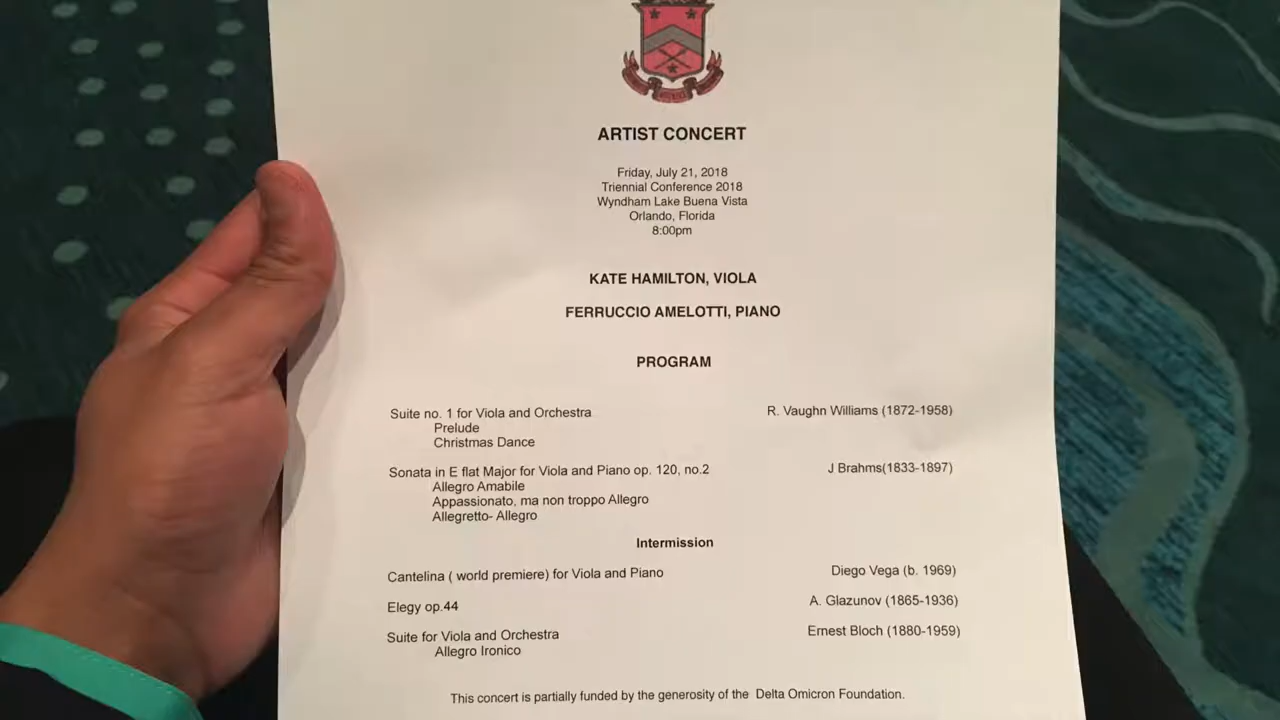 ARTIST CONCERT
Friday, July 21, 2018
Triennial Conference 2018
Wyndham Lake Buena Vista
Orlando, Florida
8:00pm
KATE HAMILTON, VIOLA
FERRUCCIO AMELOTTI, PIANO
PROGRAM
Suite no. 1 for Viola and Orchestra R. Vaughn Williams (1872-1958)
Prelude
Christmas Dance
Sonata in E flat Major for Viola and Piano op. 120, no.2 J Brahms(1833-1897)
Allegro Amabile
Appassionato, ma non troppo Allegro
Allegretto- Allegro
Intermission
Cantelina ( world premiere) for Viola and Piano Diego Vega (b. 1969)
Elegy op.44 A. Glazunov (1865-1936)
Suite for Viola and Orchestra Ernest Bloch (1880-1959)
Allegro Ironico
This concert is partially funded by the generosity of the Delta Omicron Foundation.